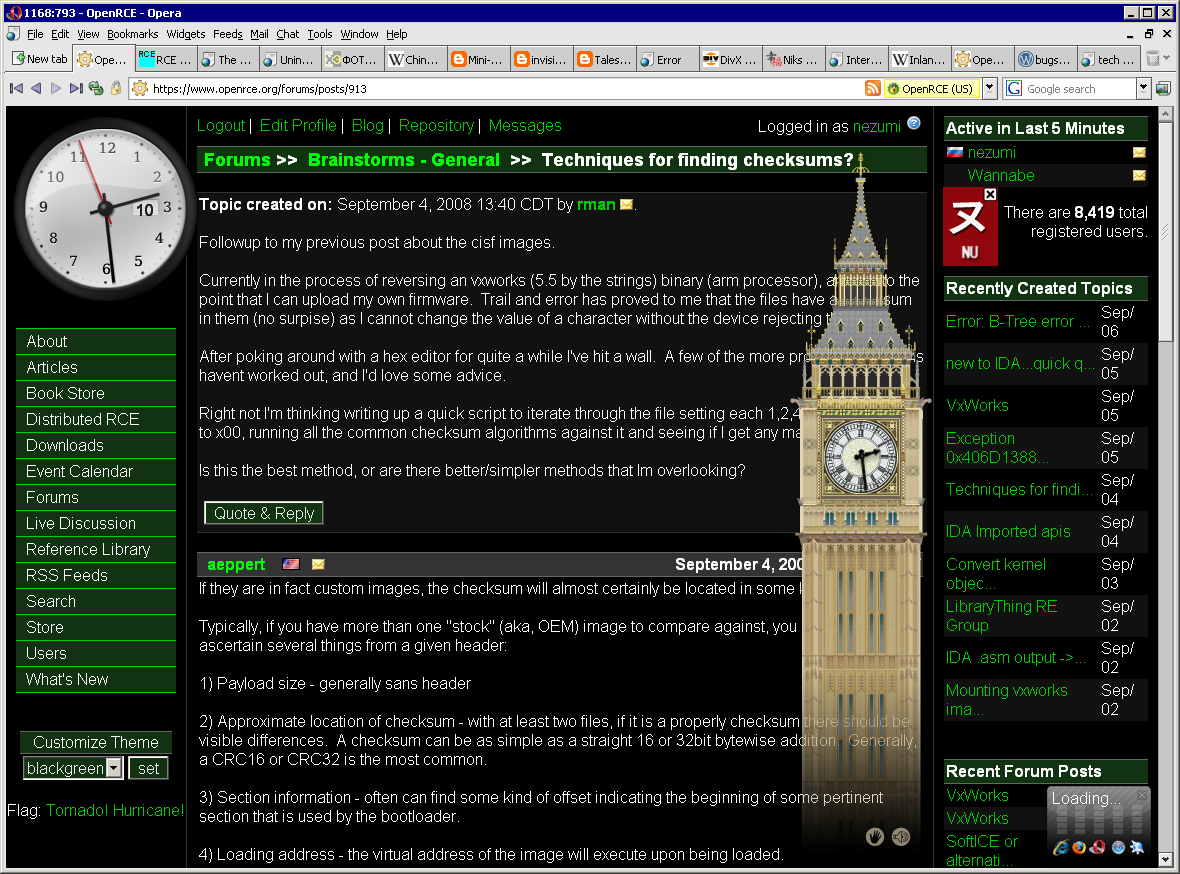 1168:793 - OpenRCE - Opera
File Edit View Bookmarks Widgets Feeds Mail Chat Tools Window Help
New tab Ope... RCE RCE ... The ... Unin... ФОТ... Chin... Mini-... invisi... Tales... Error DivX ... Niks ... Inter... Inlan... Ope... bugs... tech ...
https://www.openrce.org/forums/posts/913 OpenRCE (US) Google search
12 1 2 3 4 5 6 7 8 9 10 11
10
About
Articles
Book Store
Distributed RCE
Downloads
Event Calendar
Forums
Live Discussion
Reference Library
RSS Feeds
Search
Store
Users
What's New
Customize Theme
blackgreen set
Flag: Tornado! Hurricane!
Logout | Edit Profile | Blog | Repository | Messages
Logged in as nezumi
Forums >> Brainstorms - General >> Techniques for finding checksums?
Topic created on: September 4, 2008 13:40 CDT by rman .
Followup to my previous post about the cisf images.
Currently in the process of reversing an vxworks (5.5 by the strings) binary (arm processor), to the
point that I can upload my own firmware. Trail and error has proved to me that the files have a
in them (no surpise) as I cannot change the value of a character without the device rejecting
After poking around with a hex editor for quite a while I've hit a wall. A few of the more
havent worked out, and I'd love some advice.
Right not I'm thinking writing up a quick script to iterate through the file setting each 1,2,4
to x00, running all the common checksum algorithms against it and seeing if I get any
Is this the best method, or are there better/simpler methods that Im overlooking?
Quote & Reply
aeppert September 4, 200
If they are in fact custom images, the checksum will almost certainly be located in some
Typically, if you have more than one "stock" (aka, OEM) image to compare against, you
ascertain several things from a given header:
1) Payload size - generally sans header
2) Approximate location of checksum - with at least two files, if it is a properly checksum there should be
visible differences. A checksum can be as simple as a straight 16 or 32bit bytewise addition. Generally,
a CRC16 or CRC32 is the most common.
3) Section information - often can find some kind of offset indicating the beginning of some pertinent
section that is used by the bootloader.
4) Loading address - the virtual address of the image will execute upon being loaded.
Active in Last 5 Minutes
nezumi
Wannabe
ヌ
NU
There are 8,419 total
registered users.
Recently Created Topics
Error: B-Tree error ... Sep/06
new to IDA...quick q... Sep/05
VxWorks Sep/05
Exception 0x406D1388... Sep/05
Techniques for findi... Sep/04
IDA Imported apis Sep/04
Convert kernel objec... Sep/03
LibraryThing RE Group Sep/02
IDA .asm output ->... Sep/02
Mounting vxworks ima... Sep/02
Recent Forum Posts
VxWorks
VxWorks
SoftICE or
alternati...
Loading...